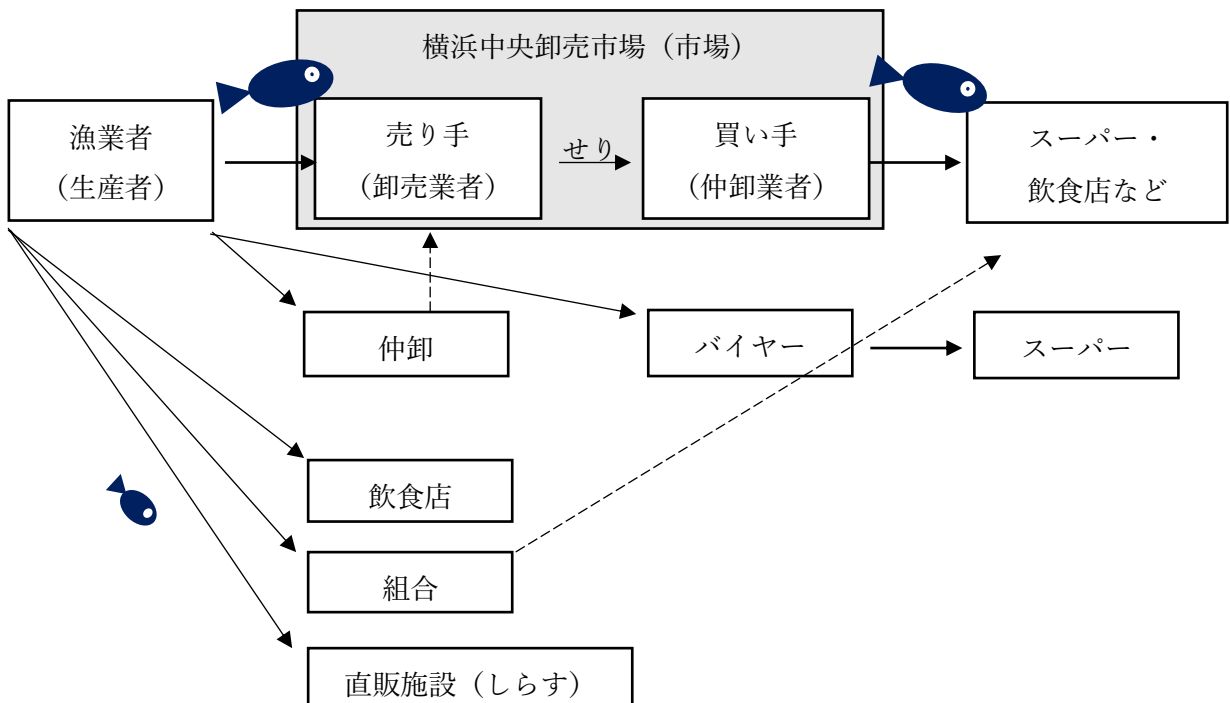 横浜中央卸売市場（市場）
漁業者
（生産者）
売り手
（卸売業者）
せり
買い手
（仲卸業者）
スーパー・
飲食店など
仲卸
バイヤー
スーパー
飲食店
組合
直販施設（しらす）